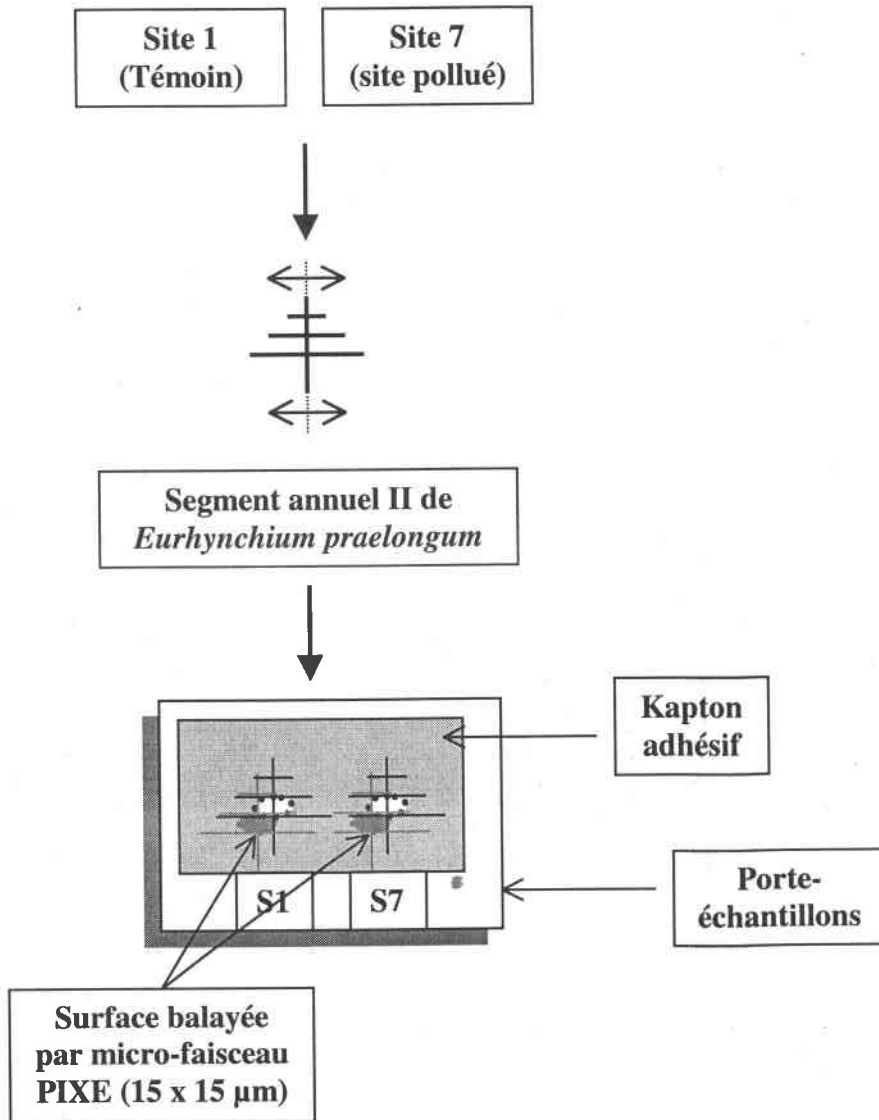 Site 1
(Témoin)
Site 7
(site pollué)
Segment annuel II de
Eurhynchium praelongum
Kapton
adhésif
S1
S7
Porte-
échantillons
Surface balayée
par micro-faisceau
PIXE (15 x 15 µm)